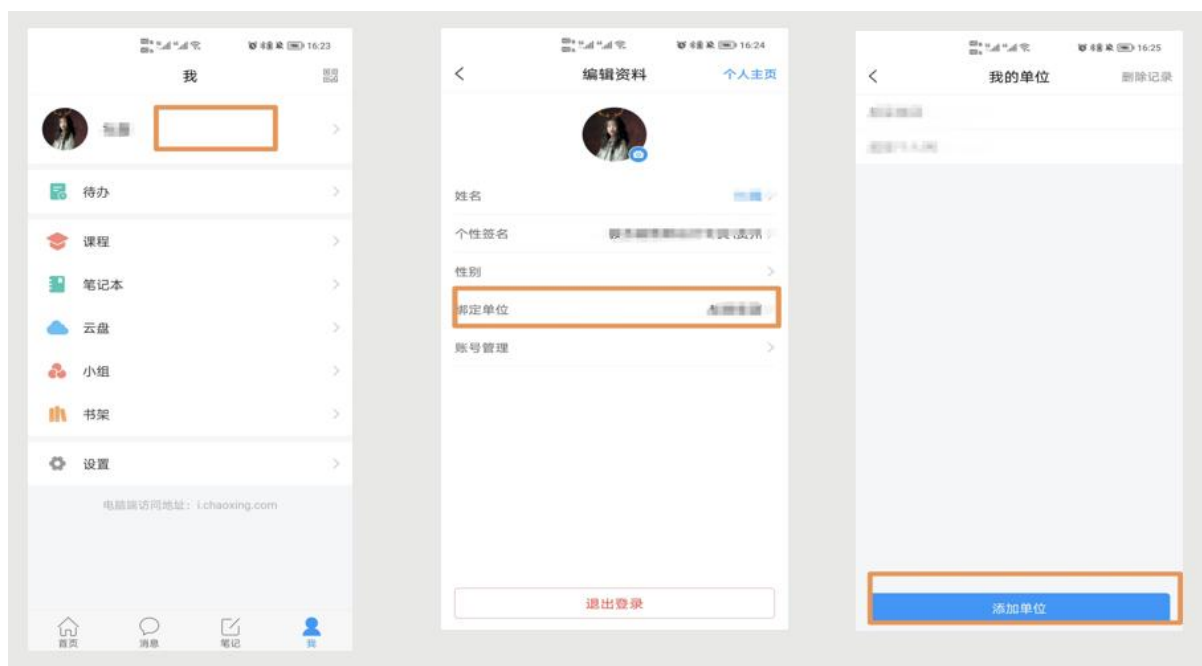 16:23
我
待办
课程
笔记本
云盘
小组
书架
设置
电脑端访问地址：i.chaoxing.com
首页
消息
笔记
我
16:24
编辑资料
个人主页
姓名
个性签名
性别
绑定单位
账号管理
退出登录
16:25
我的单位
删除记录
添加单位